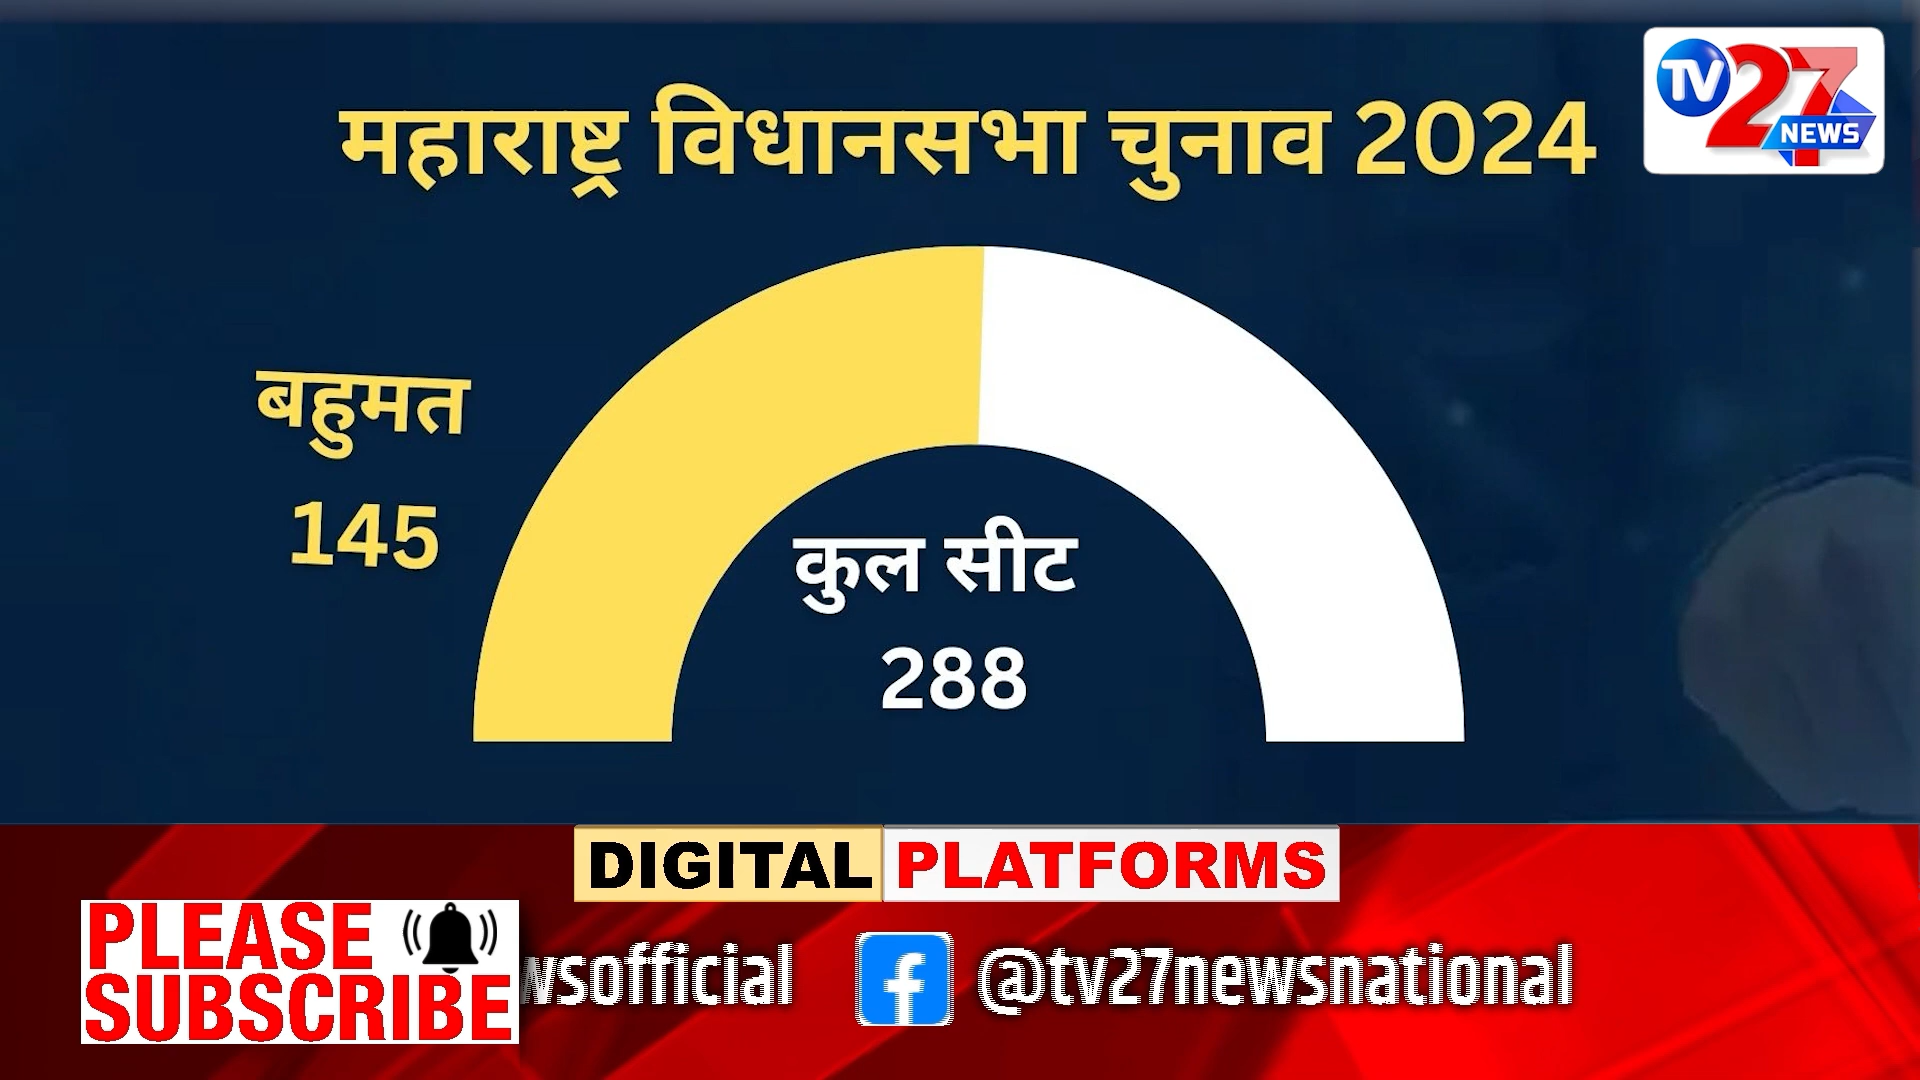 महाराष्ट्र विधानसभा चुनाव 2024
TV27
NEWS
बहुमत
145
कुल सीट
288
DIGITAL PLATFORMS
PLEASE
SUBSCRIBE
wsofficial @tv27newsnational